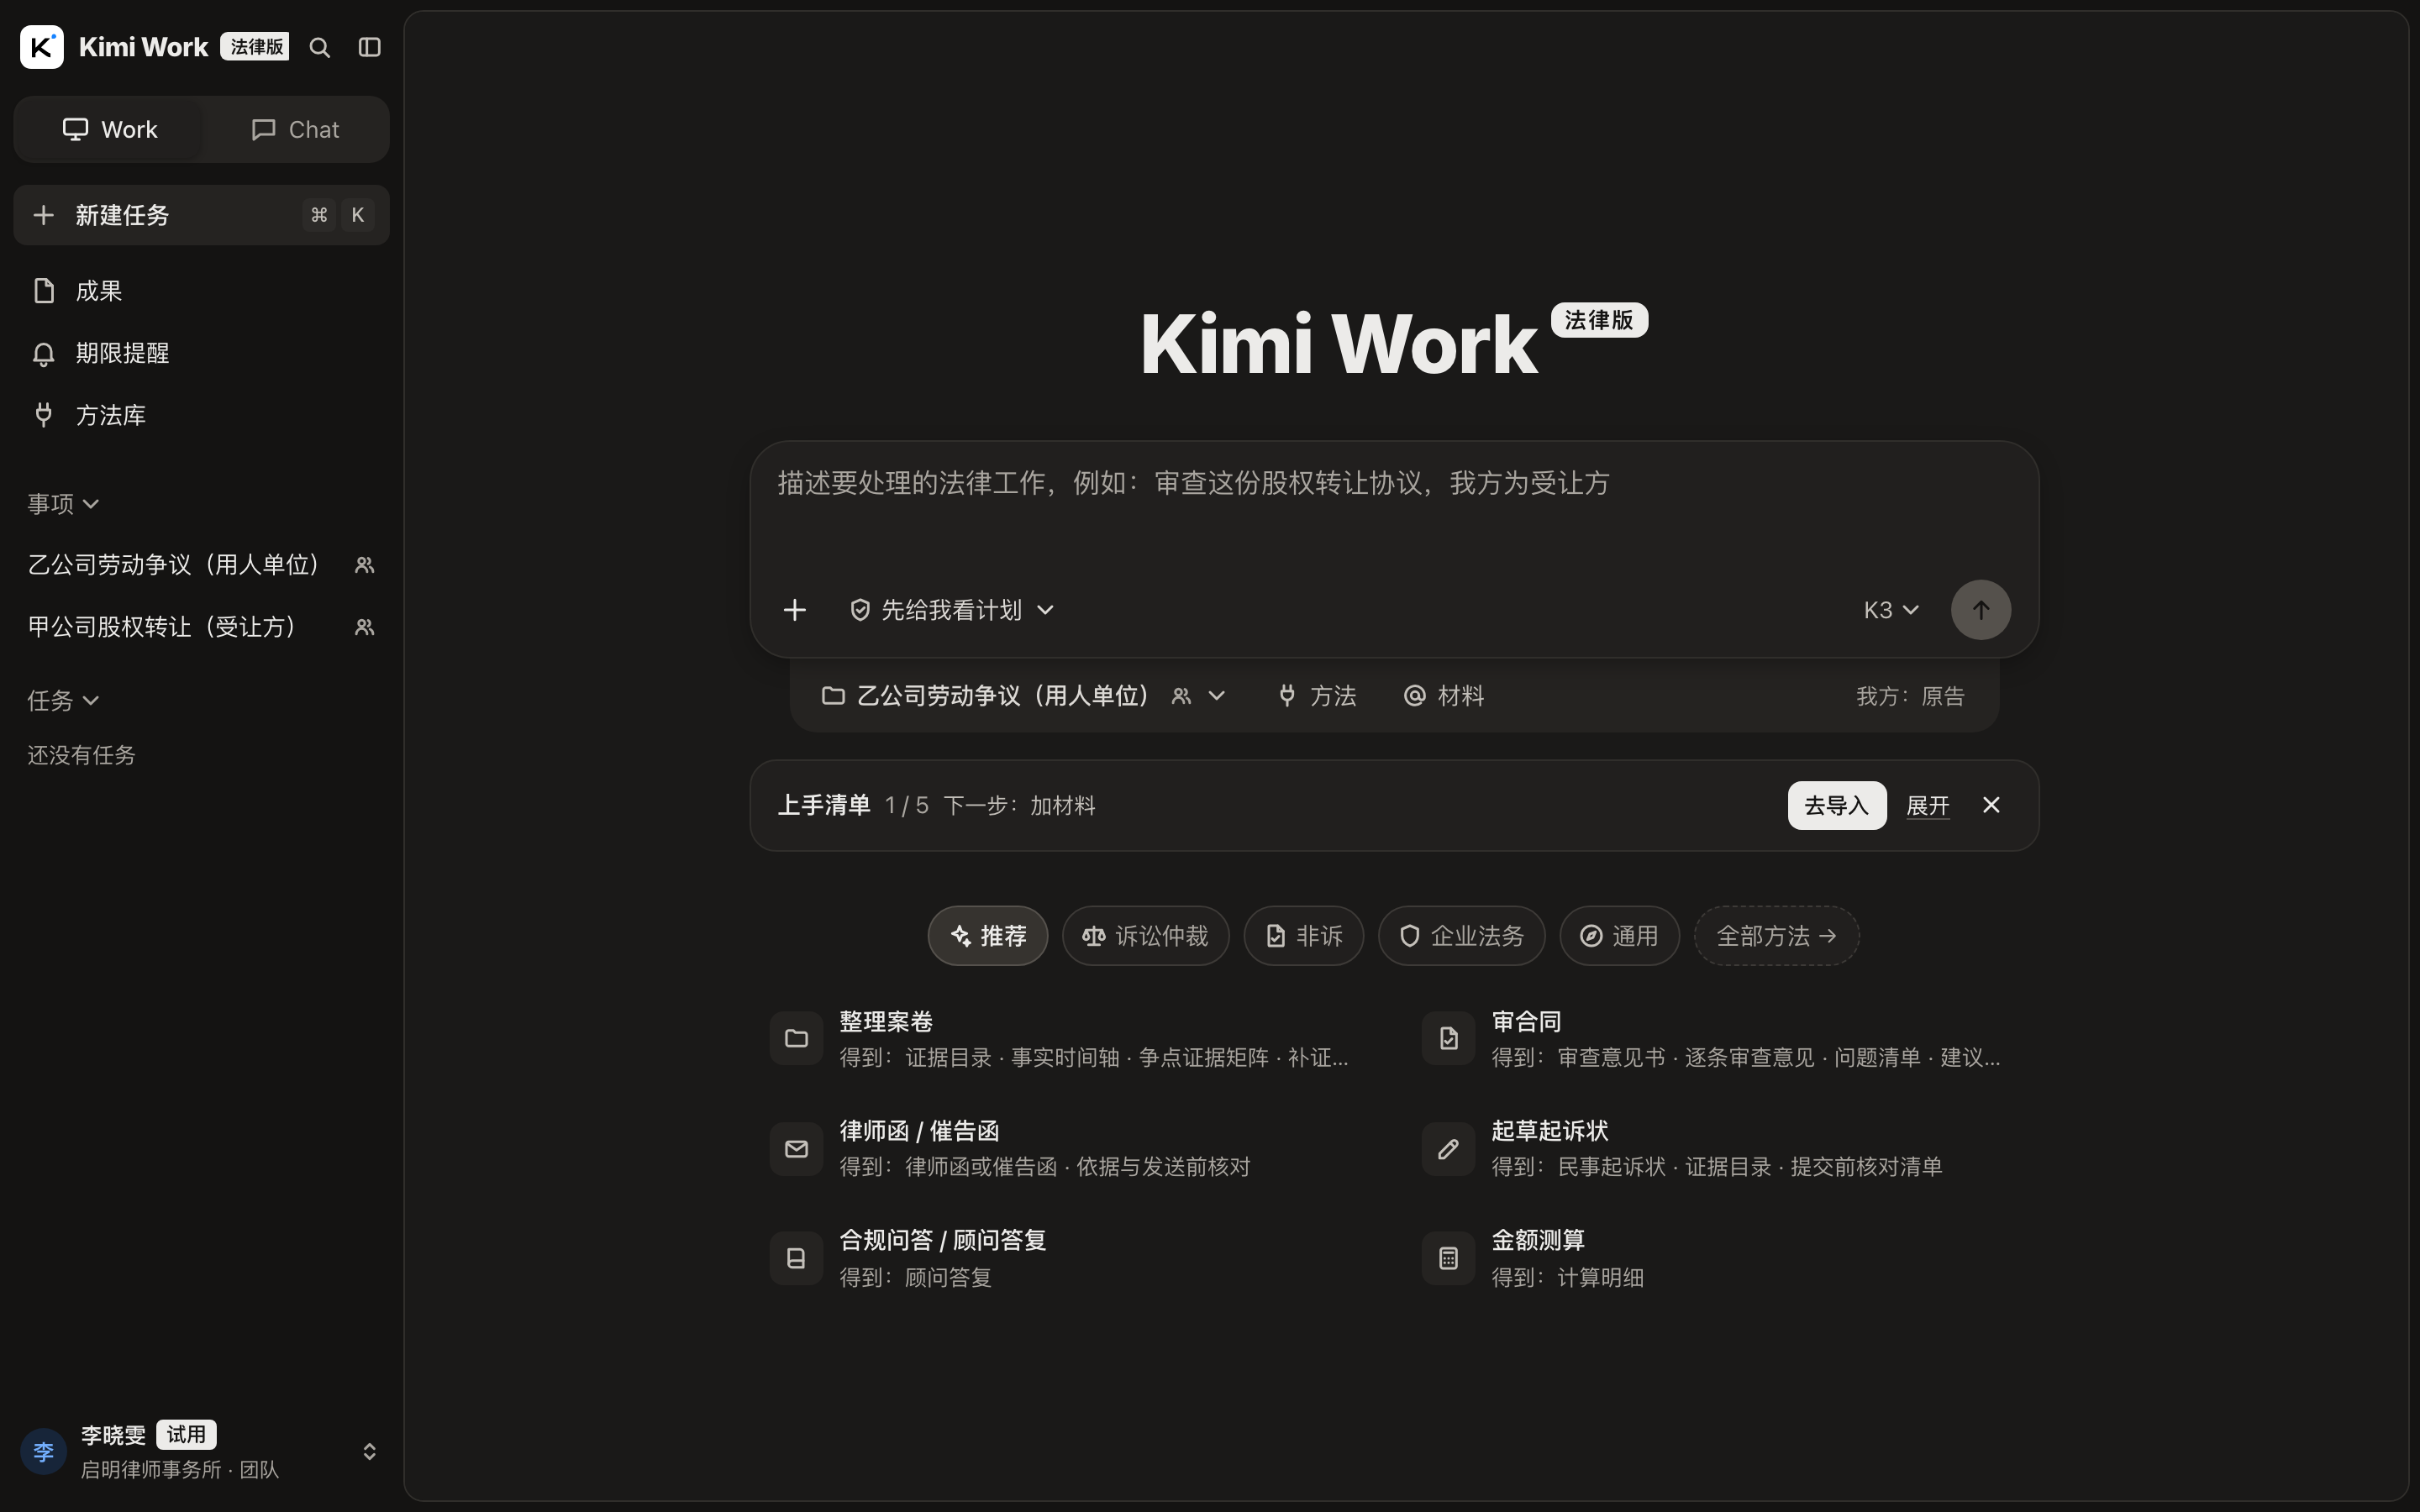 Kimi Work 法律版
Work Chat
新建任务 ⌘ K
成果
期限提醒
方法库
事项
乙公司劳动争议（用人单位）
甲公司股权转让（受让方）
任务
还没有任务
李 李晓雯 试用
启明律师事务所 · 团队
Kimi Work 法律版
描述要处理的法律工作，例如：审查这份股权转让协议，我方为受让方
先给我看计划 K3
乙公司劳动争议（用人单位） 方法 材料 我方：原告
上手清单 1 / 5 下一步：加材料 去导入 展开
推荐 诉讼仲裁 非诉 企业法务 通用 全部方法 →
整理案卷
得到：证据目录 · 事实时间轴 · 争点证据矩阵 · 补证...
审合同
得到：审查意见书 · 逐条审查意见 · 问题清单 · 建议...
律师函 / 催告函
得到：律师函或催告函 · 依据与发送前核对
起草起诉状
得到：民事起诉状 · 证据目录 · 提交前核对清单
合规问答 / 顾问答复
得到：顾问答复
金额测算
得到：计算明细